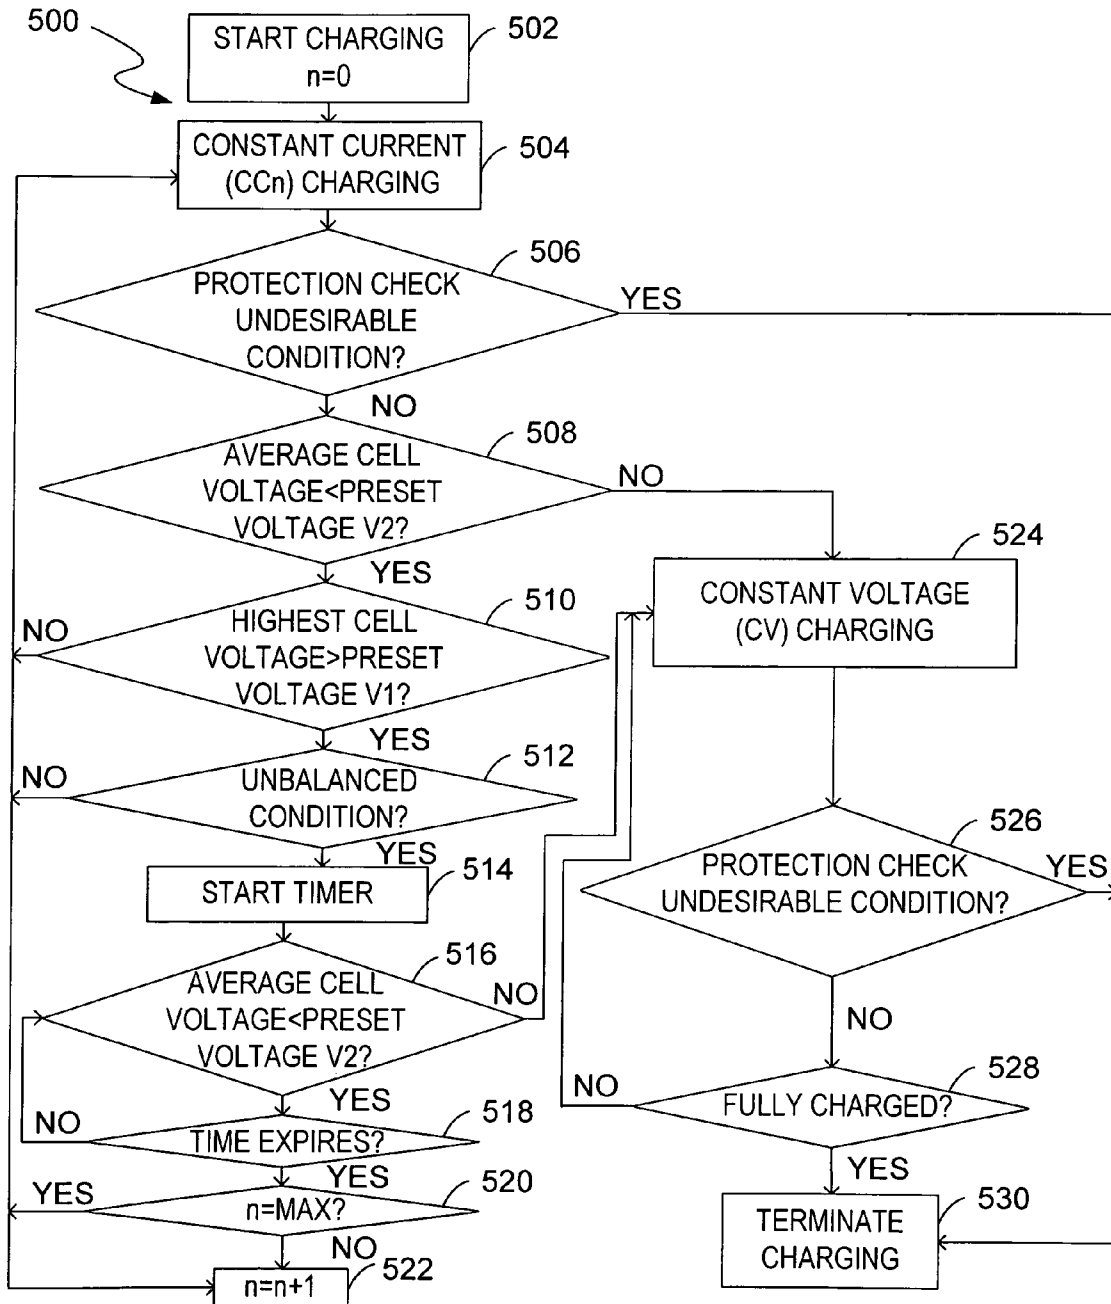 500
START CHARGING
n=0
502
CONSTANT CURRENT
(CCn) CHARGING
504
PROTECTION CHECK
UNDESIRABLE
CONDITION?
506
YES
NO
AVERAGE CELL
VOLTAGE<PRESET
VOLTAGE V2?
508
NO
YES
HIGHEST CELL
VOLTAGE>PRESET
VOLTAGE V1?
510
NO
YES
UNBALANCED
CONDITION?
512
NO
YES
START TIMER
514
AVERAGE CELL
VOLTAGE<PRESET
VOLTAGE V2?
516
NO
YES
TIME EXPIRES?
518
NO
YES
n=MAX?
520
YES
NO
n=n+1
522
CONSTANT VOLTAGE
(CV) CHARGING
524
PROTECTION CHECK
UNDESIRABLE CONDITION?
526
YES
NO
FULLY CHARGED?
528
NO
YES
TERMINATE
CHARGING
530